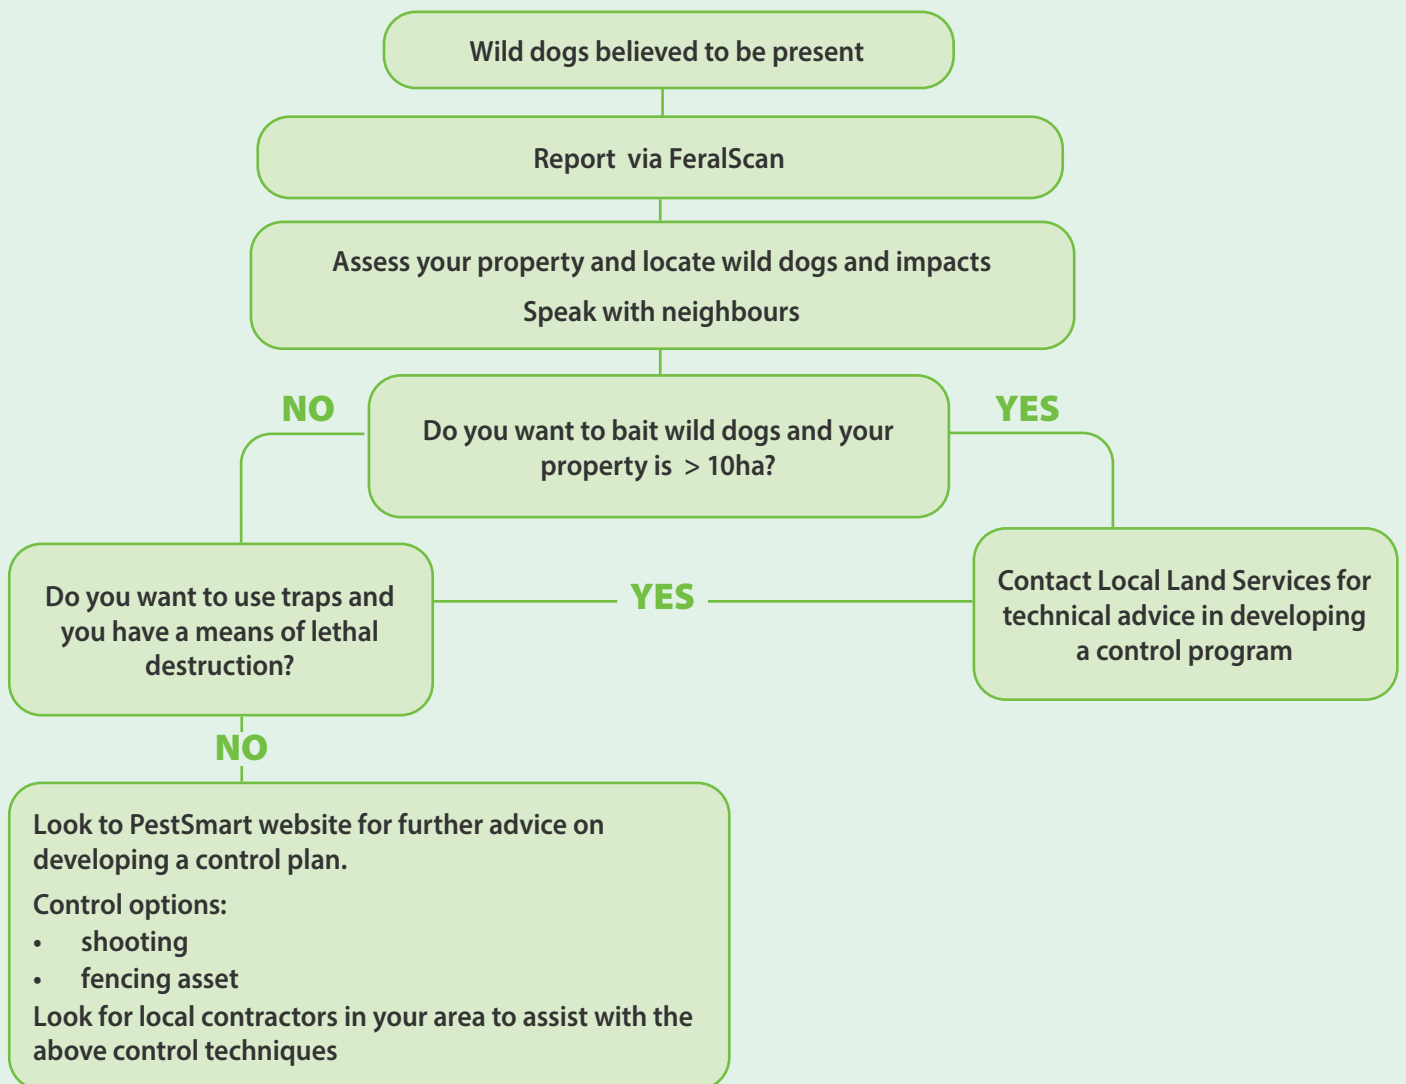 Wild dogs believed to be present
Report via FeralScan
Assess your property and locate wild dogs and impacts
Speak with neighbours
NO
YES
Do you want to bait wild dogs and your
property is > 10ha?
Do you want to use traps and
you have a means of lethal
destruction?
YES
Contact Local Land Services for
technical advice in developing
a control program
NO
Look to PestSmart website for further advice on
developing a control plan.
Control options:
• shooting
• fencing asset
Look for local contractors in your area to assist with the
above control techniques